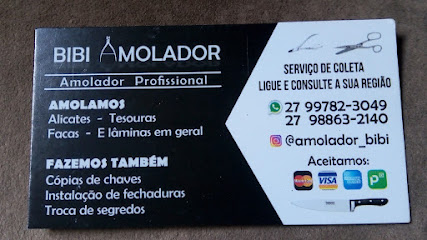 BIBI AMOLADOR
Amolador Profissional
AMOLAMOS
Alicates - Tesouras
Facas - E lâminas em geral
FAZEMOS TAMBÉM
Cópias de chaves
Instalação de fechaduras
Troca de segredos
SERVIÇO DE COLETA
LIGUE E CONSULTE A SUA REGIÃO
27 99782-3049
27 98863-2140
@amolador_bibi
Aceitamos:
VISA